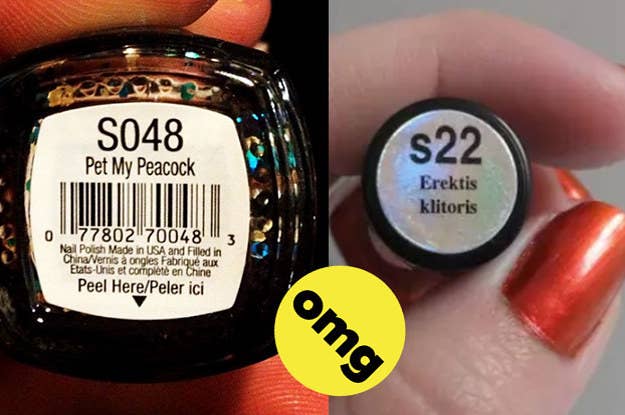 S048
Pet My Peacock
0 77802 70048 3
Nail Polish Made in USA and Filled in
China/Vernis à ongles Fabriqué aux
Etats-Unis et complété en Chine
Peel Here/Peler ici
s22
Erektis
klitoris
omg